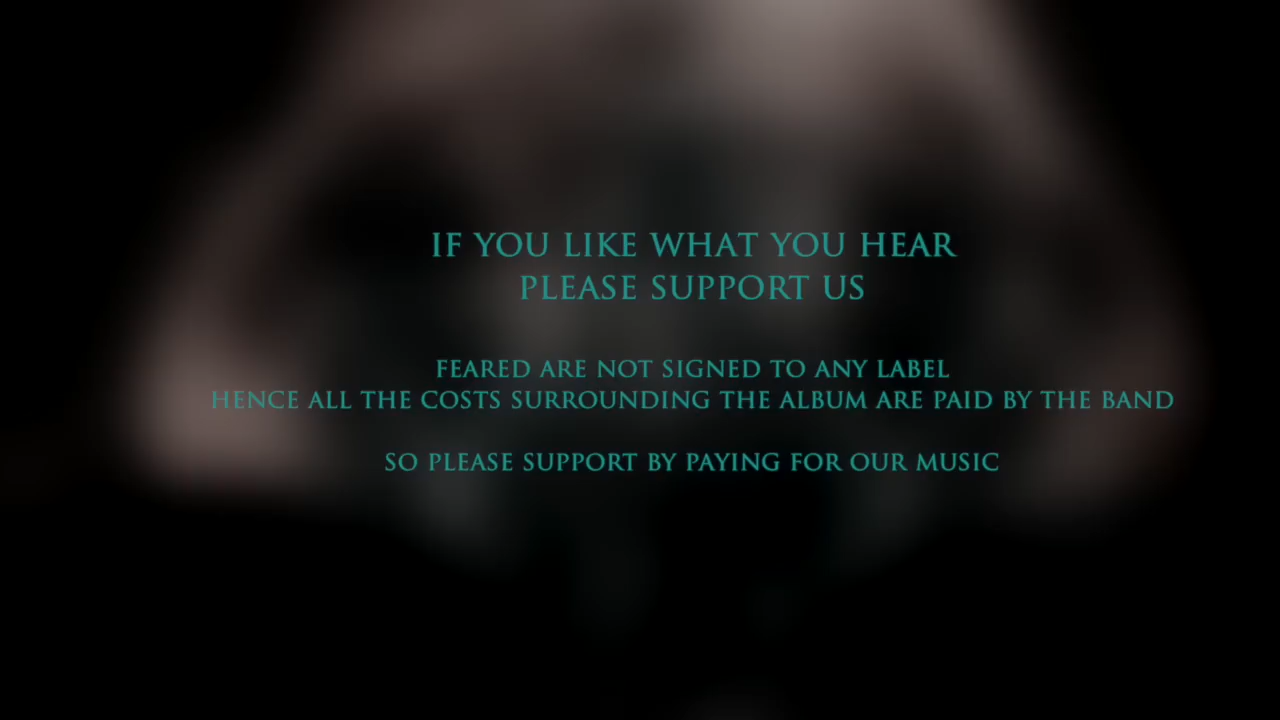 IF YOU LIKE WHAT YOU HEAR
PLEASE SUPPORT US
FEARED ARE NOT SIGNED TO ANY LABEL
HENCE ALL THE COSTS SURROUNDING THE ALBUM ARE PAID BY THE BAND
SO PLEASE SUPPORT BY PAYING FOR OUR MUSIC